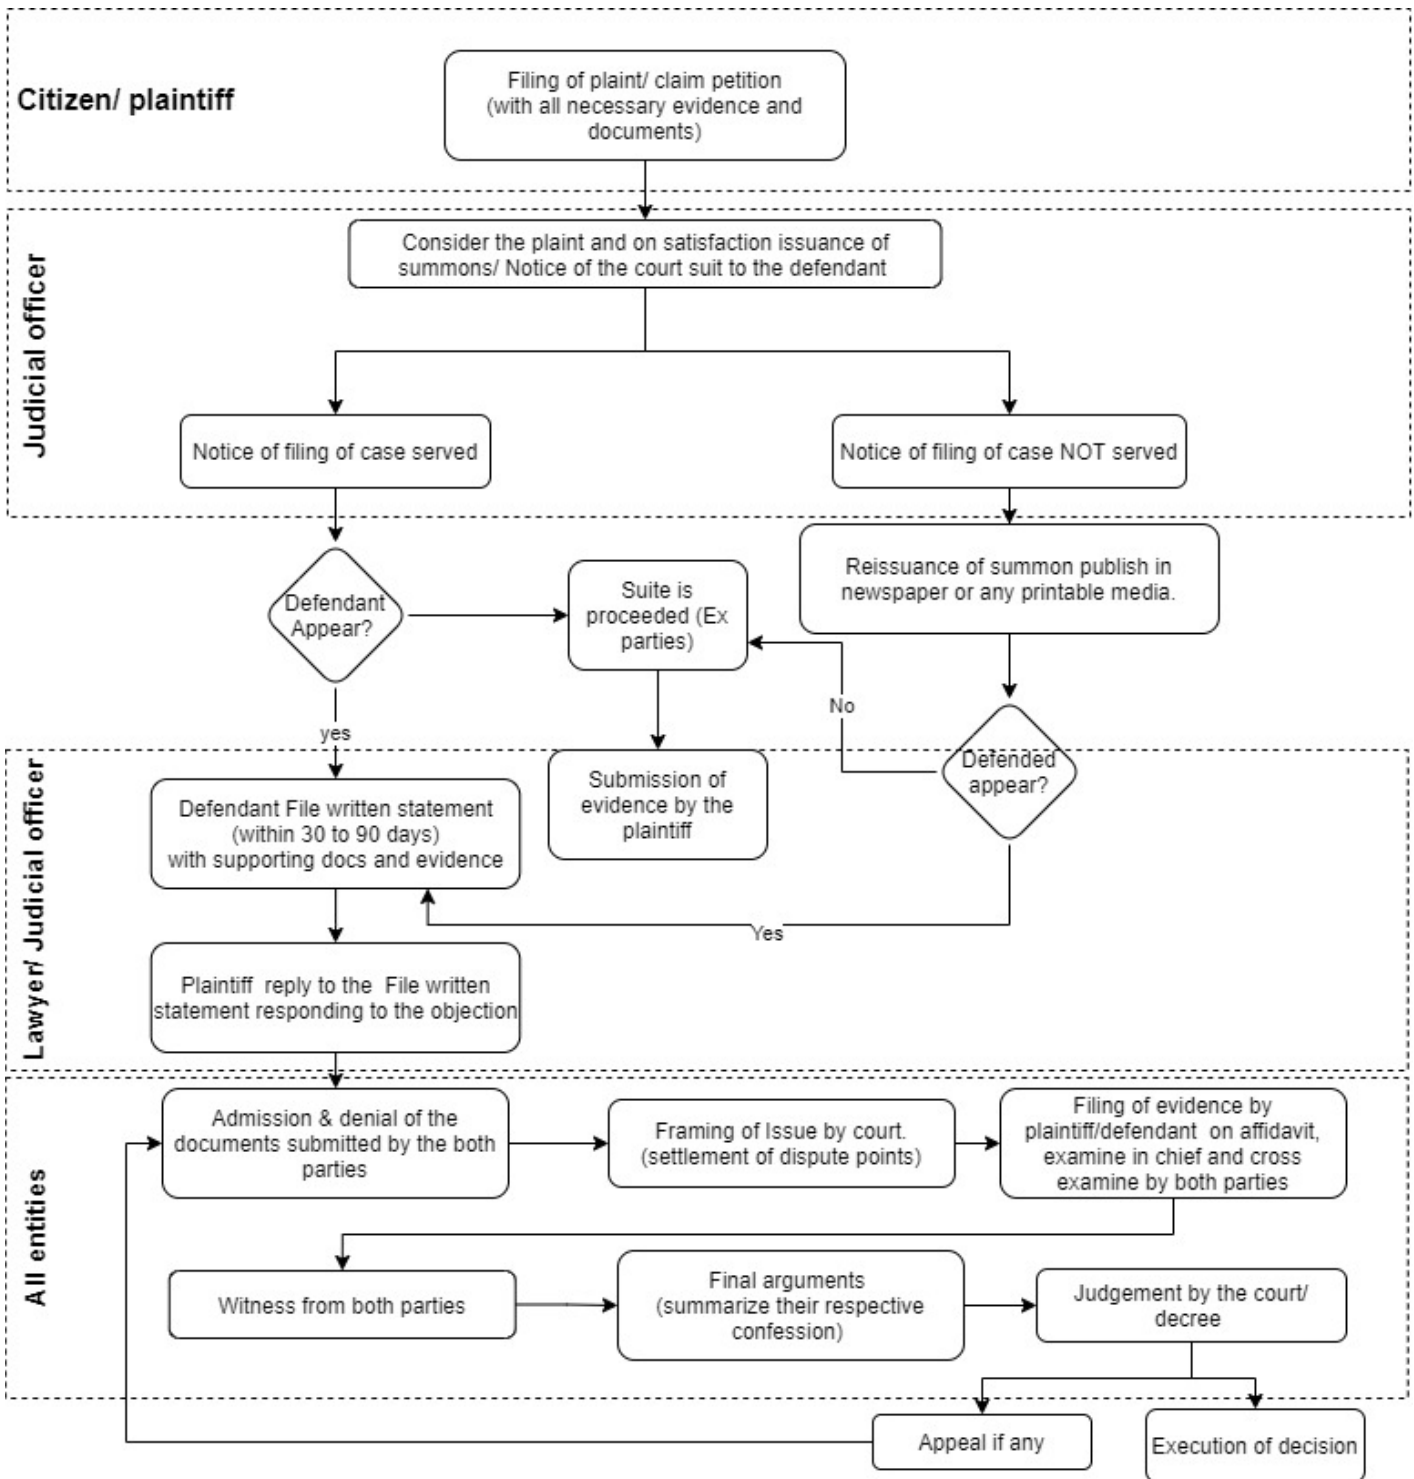 Citizen/ plaintiff
Filing of plaint/ claim petition
(with all necessary evidence and
documents)
Judicial officer
Consider the plaint and on satisfaction issuance of
summons/ Notice of the court suit to the defendant
Notice of filing of case served
Notice of filing of case NOT served
Defendant
Appear?
Suite is
proceeded (Ex
parties)
Reissuance of summon publish in
newspaper or any printable media.
No
yes
Defended
appear?
Lawyer/ Judicial officer
Defendant File written statement
(within 30 to 90 days)
with supporting docs and evidence
Submission of
evidence by the
plaintiff
Yes
Plaintiff reply to the File written
statement responding to the objection
All entities
Admission & denial of the
documents submitted by the both
parties
Framing of Issue by court.
(settlement of dispute points)
Filing of evidence by
plaintiff/defendant on affidavit,
examine in chief and cross
examine by both parties
Witness from both parties
Final arguments
(summarize their respective
confession)
Judgement by the court/
decree
Appeal if any
Execution of decision